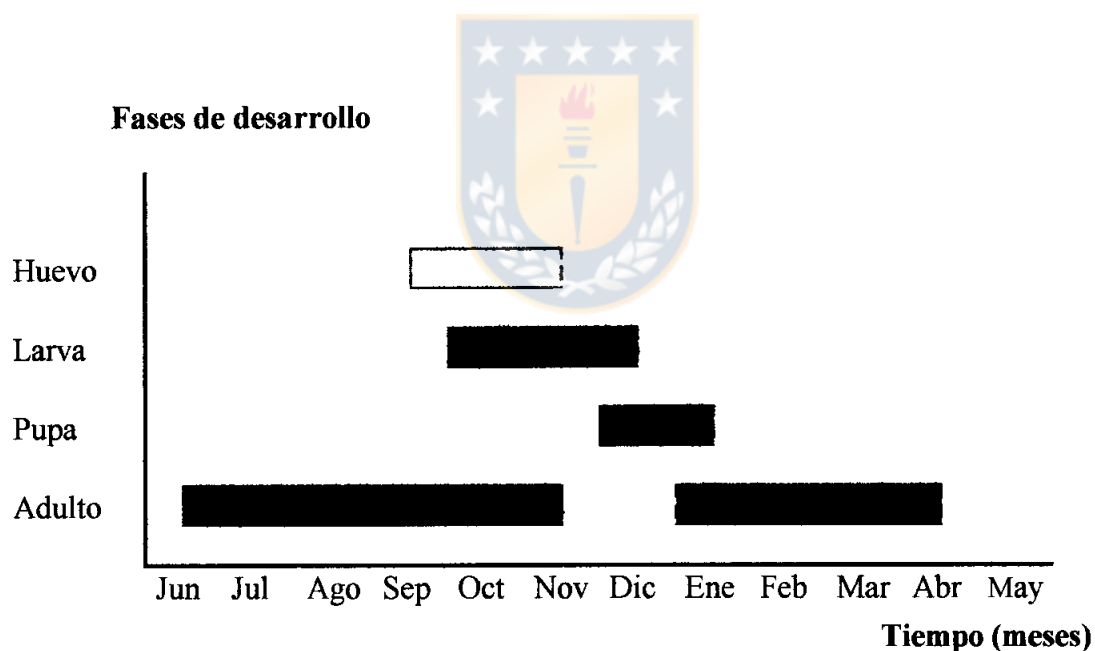 Fases de desarrollo
Huevo
Larva
Pupa
Adulto
Jun Jul Ago Sep Oct Nov Dic Ene Feb Mar Abr May
Tiempo (meses)